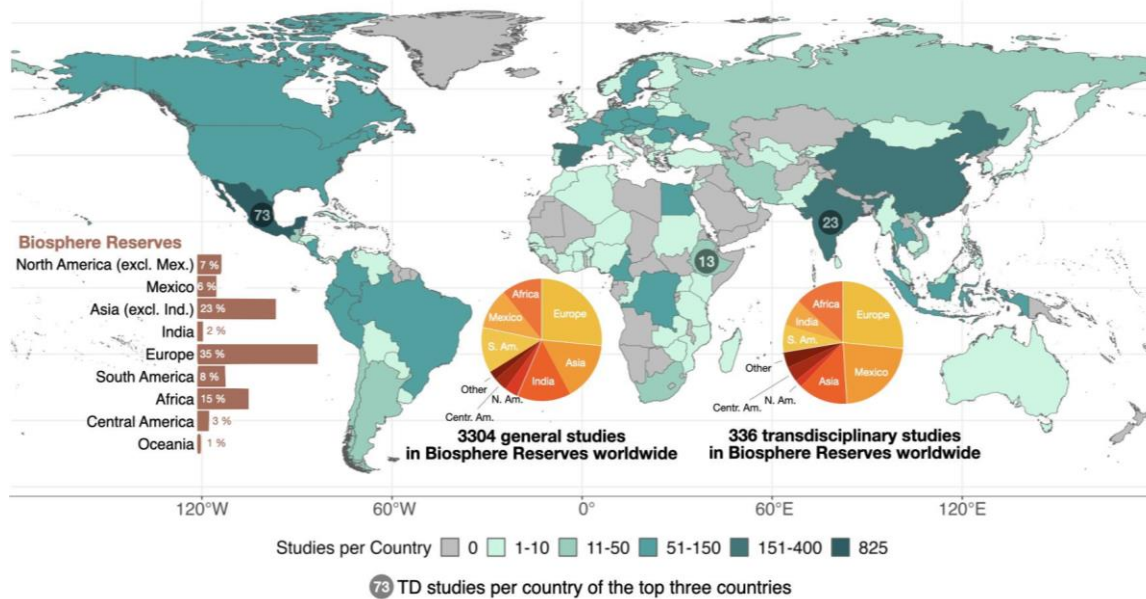 73
23
13
Biosphere Reserves
North America (excl. Mex.) 7 %
Mexico 6 %
Asia (excl. Ind.) 23 %
India 2 %
Europe 35 %
South America 8 %
Africa 15 %
Central America 3 %
Oceania 1 %
Africa
Europe
Mexico
S. Am.
Asia
Other
India
N. Am.
Centr. Am.
3304 general studies
in Biosphere Reserves worldwide
Africa
Europe
India
S. Am.
Mexico
Other
Asia
N. Am.
Centr. Am.
336 transdisciplinary studies
in Biosphere Reserves worldwide
120°W 60°W 0° 60°E 120°E
Studies per Country 0 1-10 11-50 51-150 151-400 825
73 TD studies per country of the top three countries